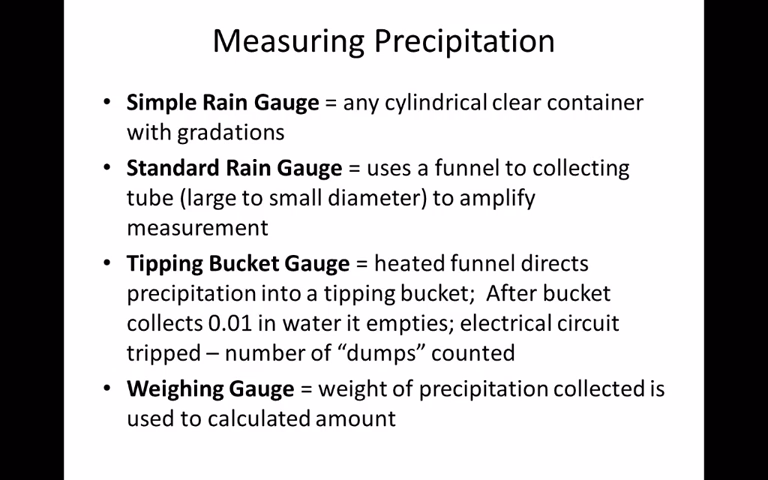 Measuring Precipitation
• Simple Rain Gauge = any cylindrical clear container
with gradations
• Standard Rain Gauge = uses a funnel to collecting
tube (large to small diameter) to amplify
measurement
• Tipping Bucket Gauge = heated funnel directs
precipitation into a tipping bucket;  After bucket
collects 0.01 in water it empties; electrical circuit
tripped – number of “dumps” counted
• Weighing Gauge = weight of precipitation collected is
used to calculated amount